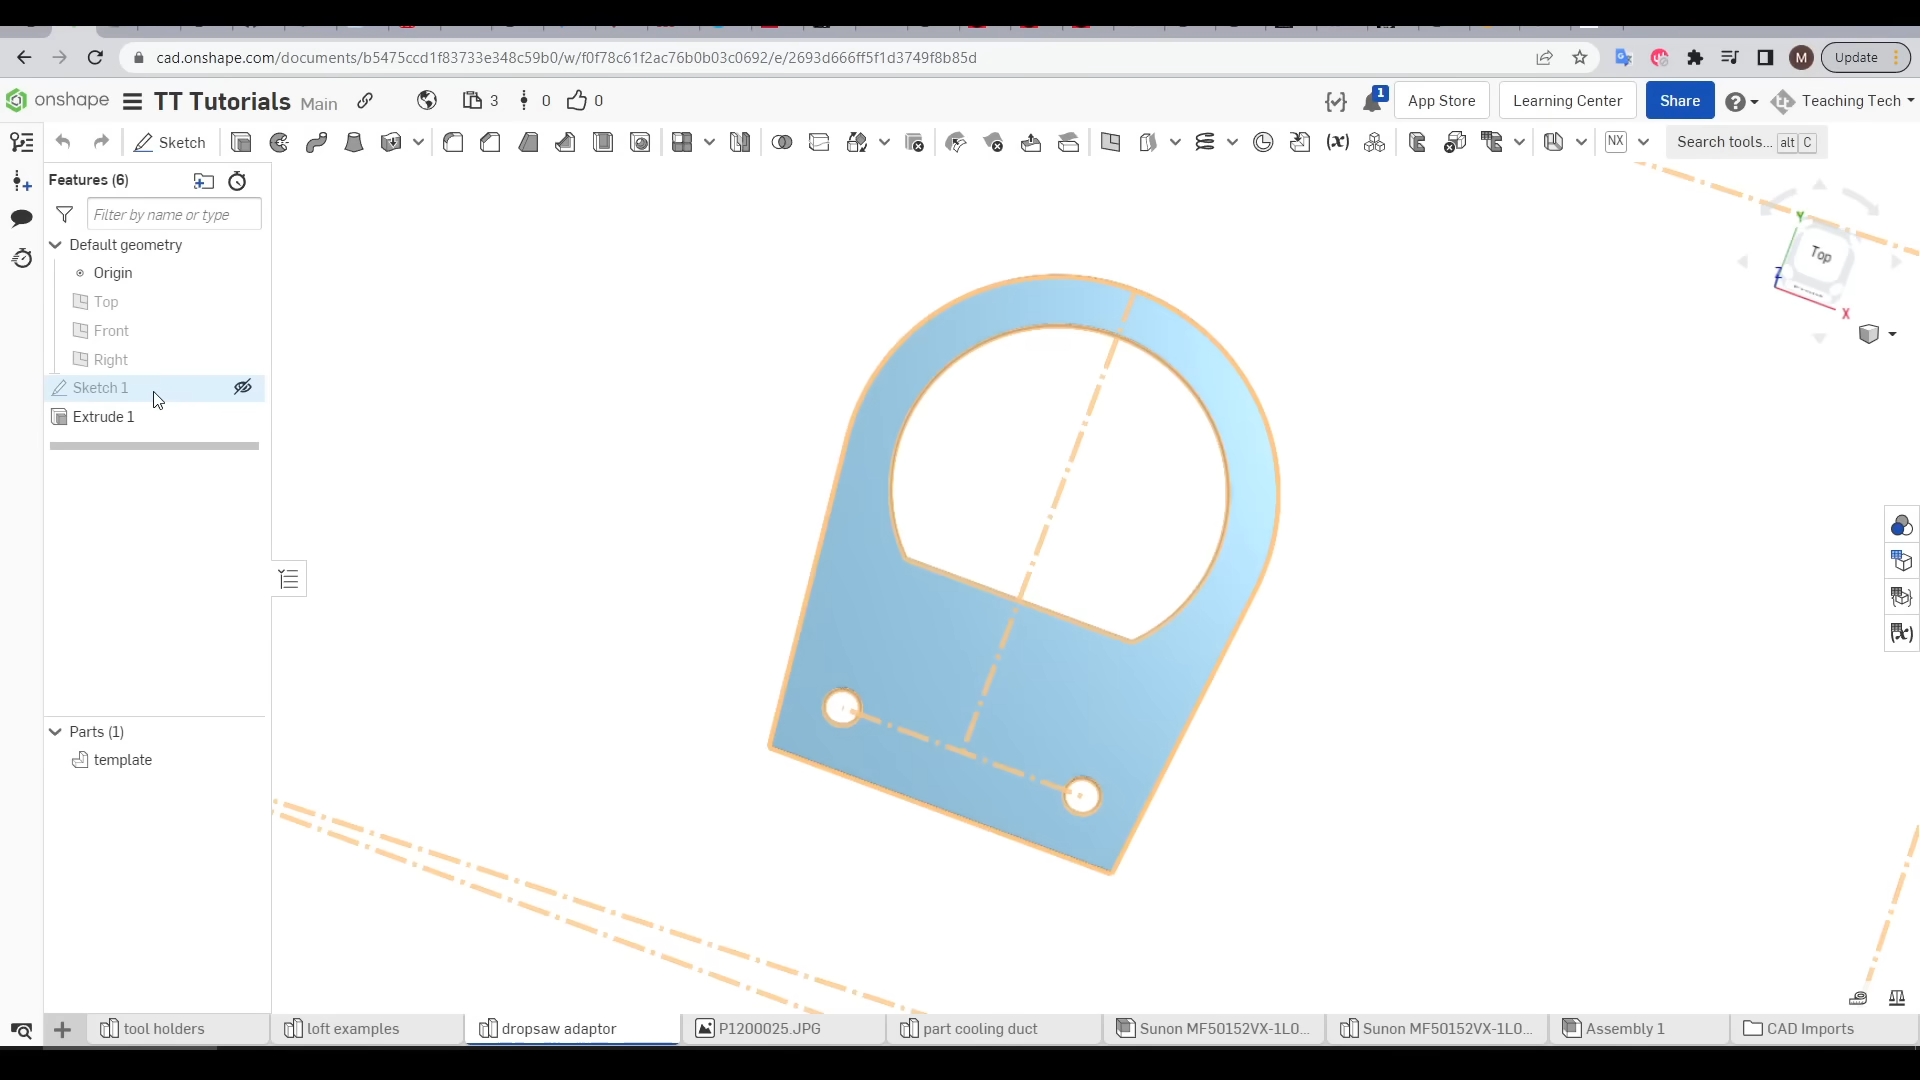 cad.onshape.com/documents/b5475ccd1f83733e348c59b0/w/f0f78c61f2ac76b0b03c0692/e/2693d666ff5f1d3749f8b85d
M
Update
onshape
TT Tutorials Main
3
0
0
1
App Store
Learning Center
Share
Teaching Tech
Sketch
(x)
NX
Search tools... alt C
Features (6)
Filter by name or type
Default geometry
Origin
Top
Front
Right
Sketch 1
Extrude 1
Y
Top
Z
X
(x)
Parts (1)
template
tool holders
loft examples
dropsaw adaptor
P1200025.JPG
part cooling duct
Sunon MF50152VX-1L0...
Sunon MF50152VX-1L0...
Assembly 1
CAD Imports